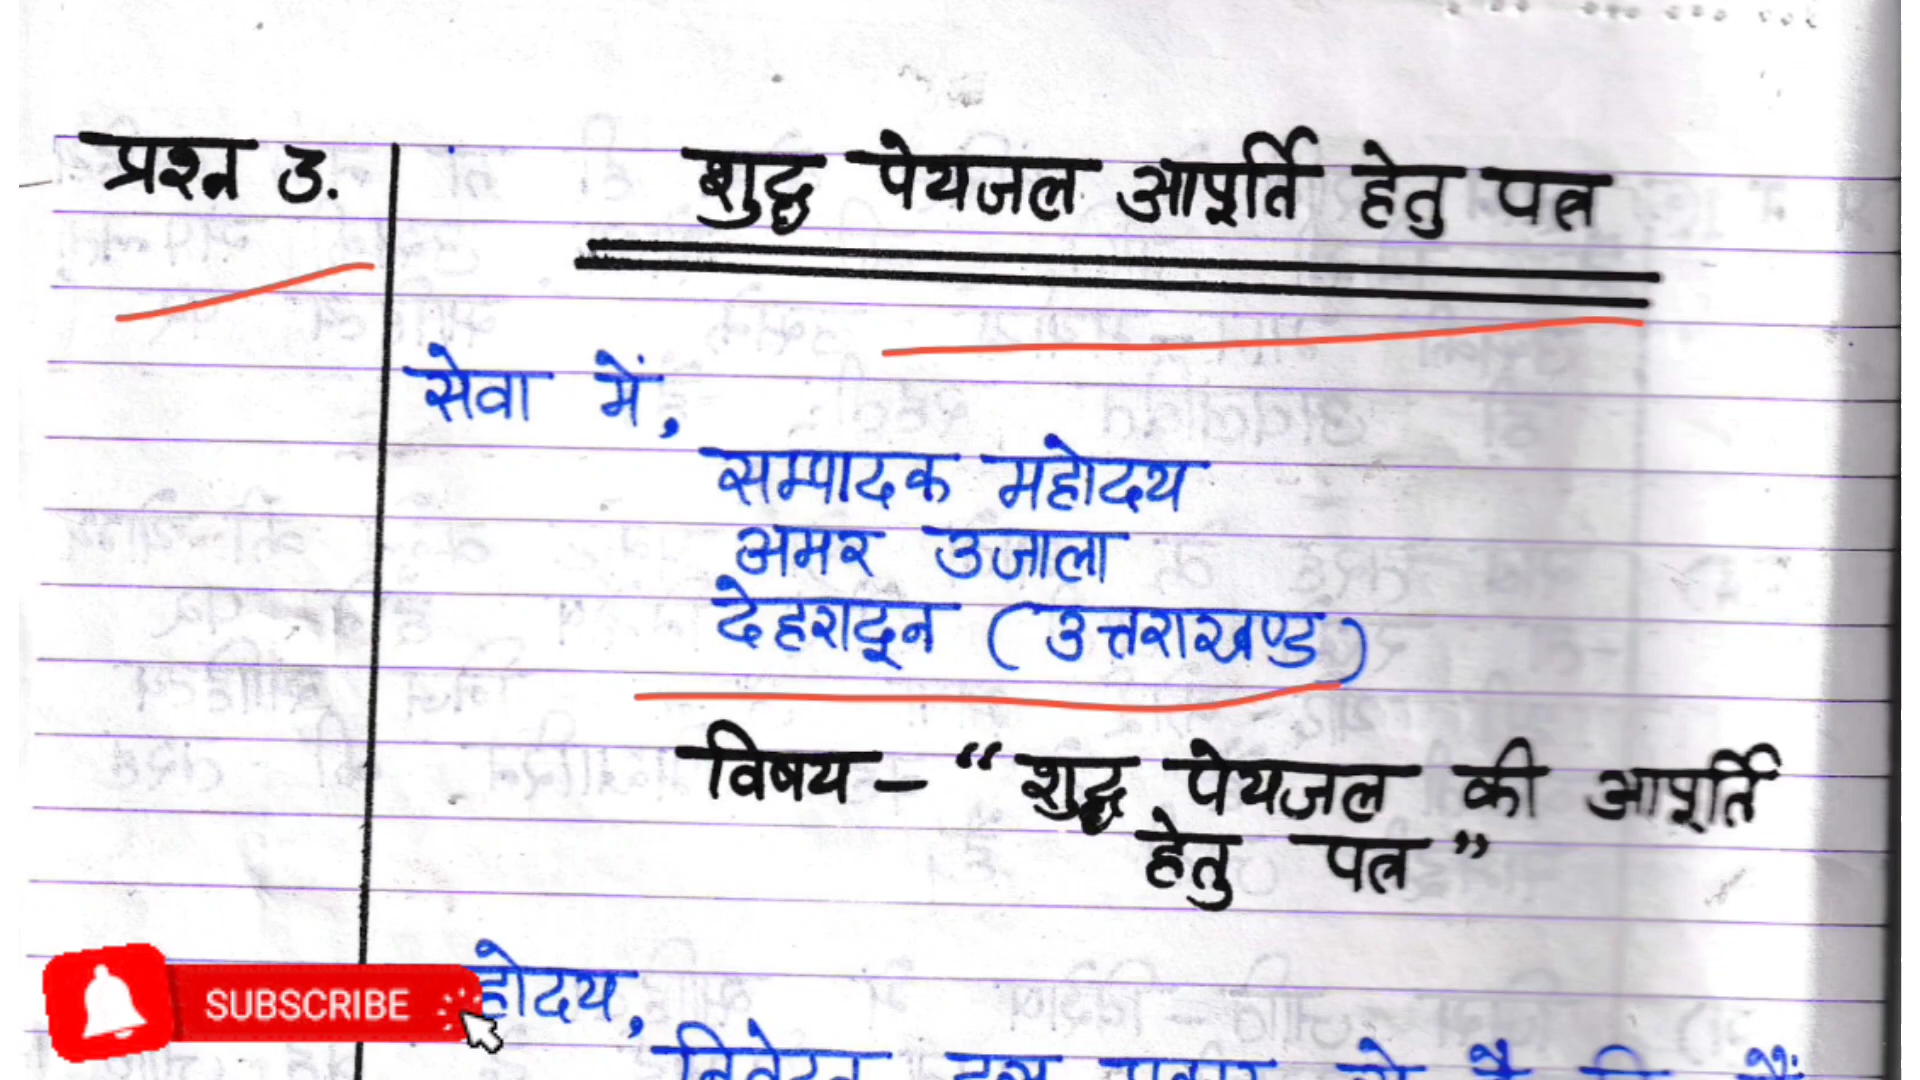 प्रश्न 3. शुद्ध पेयजल आपूर्ति हेतु पत्र
सेवा में,
सम्पादक महोदय
अमर उजाला
देहरादून (उत्तराखण्ड)
विषय - “शुद्ध पेयजल की आपूर्ति
हेतु पत्र”
होदय,
SUBSCRIBE